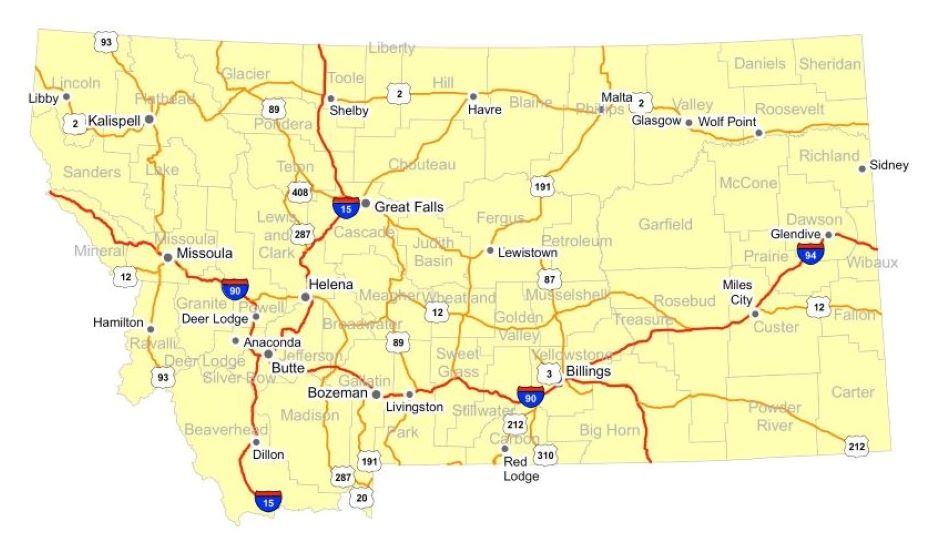 93
Liberty
Lincoln
Glacier
Toole
Hill
Daniels
Sheridan
Libby
Flathead
89
2
Blaine
Phillips
Malta
2
Valley
Roosevelt
2
Kalispell
Shelby
Havre
Glasgow
Wolf Point
Pondera
Sanders
Lake
Teton
Chouteau
Richland
Sidney
408
191
McCone
15
Great Falls
Lewis
and
Clark
287
Cascade
Fergus
Garfield
Dawson
Missoula
Mineral
Missoula
Judith
Basin
Lewistown
Petroleum
Glendive
94
Prairie
Wibaux
12
90
Helena
87
Miles
City
Granite
Powell
Meagher
Wheatland
Musselshell
Rosebud
12
Fallon
Hamilton
Deer Lodge
Broadwater
12
Golden
Valley
Treasure
Custer
Ravalli
Anaconda
Jefferson
Butte
89
Sweet
Grass
Yellowstone
93
Deer Lodge
Silver Bow
Gallatin
3
Billings
Bozeman
Livingston
90
Carter
Madison
Stillwater
Powder
River
Beaverhead
Park
212
Carbon
Big Horn
212
Dillon
191
Red
Lodge
310
287
20
15